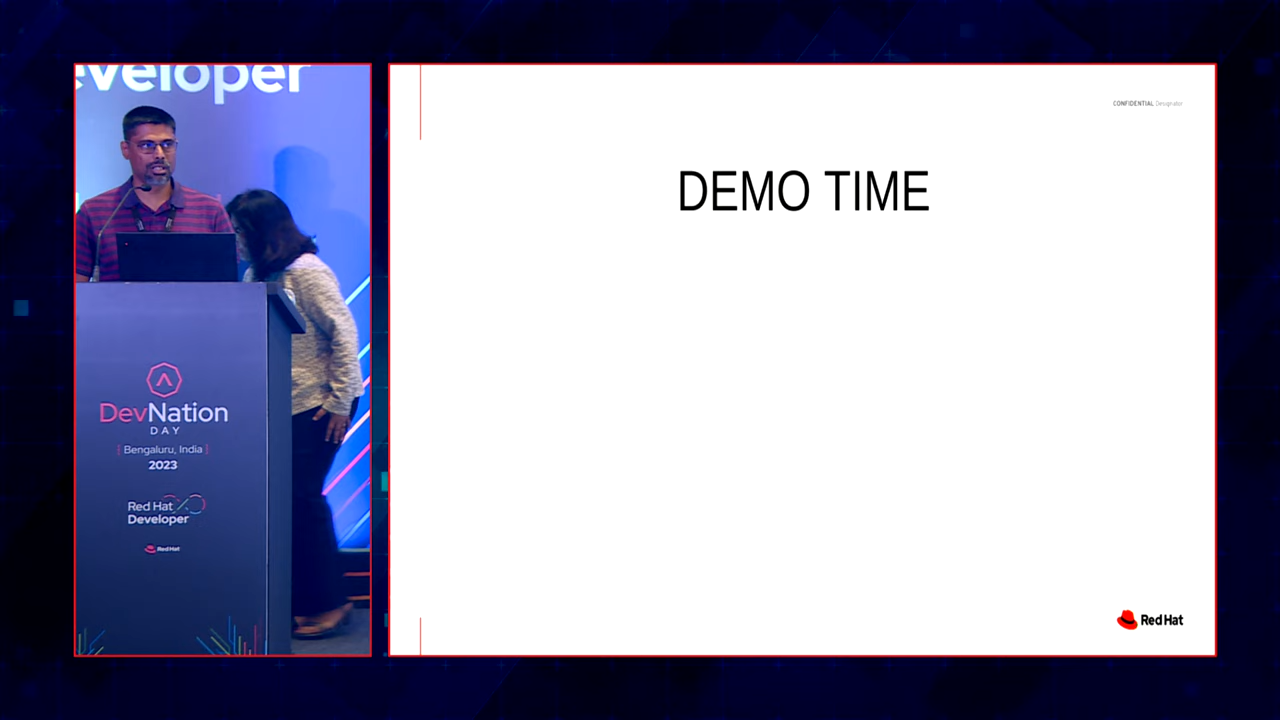 eveloper
DevNation
DAY
Bengaluru, India
2023
Red Hat
Developer
Red Hat
CONFIDENTIAL Designator
DEMO TIME
Red Hat